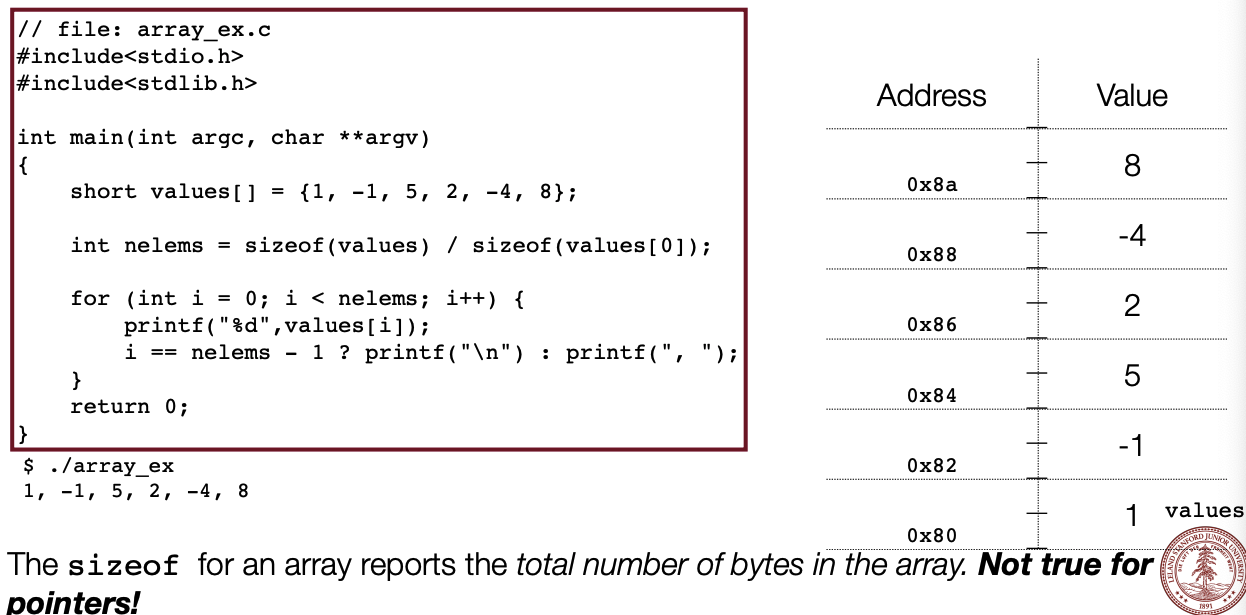 // file: array_ex.c
#include<stdio.h>
#include<stdlib.h>
int main(int argc, char **argv)
{
    short values[] = {1, -1, 5, 2, -4, 8};
    int nelems = sizeof(values) / sizeof(values[0]);
    for (int i = 0; i < nelems; i++) {
        printf("%d",values[i]);
        i == nelems - 1 ? printf("\n") : printf(", ");
    }
    return 0;
}
$ ./array_ex
1, -1, 5, 2, -4, 8
Address Value
8
0x8a
-4
0x88
2
0x86
5
0x84
-1
0x82
1 values
0x80
The sizeof for an array reports the total number of bytes in the array. Not true for
pointers!
LELAND STANFORD JUNIOR UNIVERSITY
1891